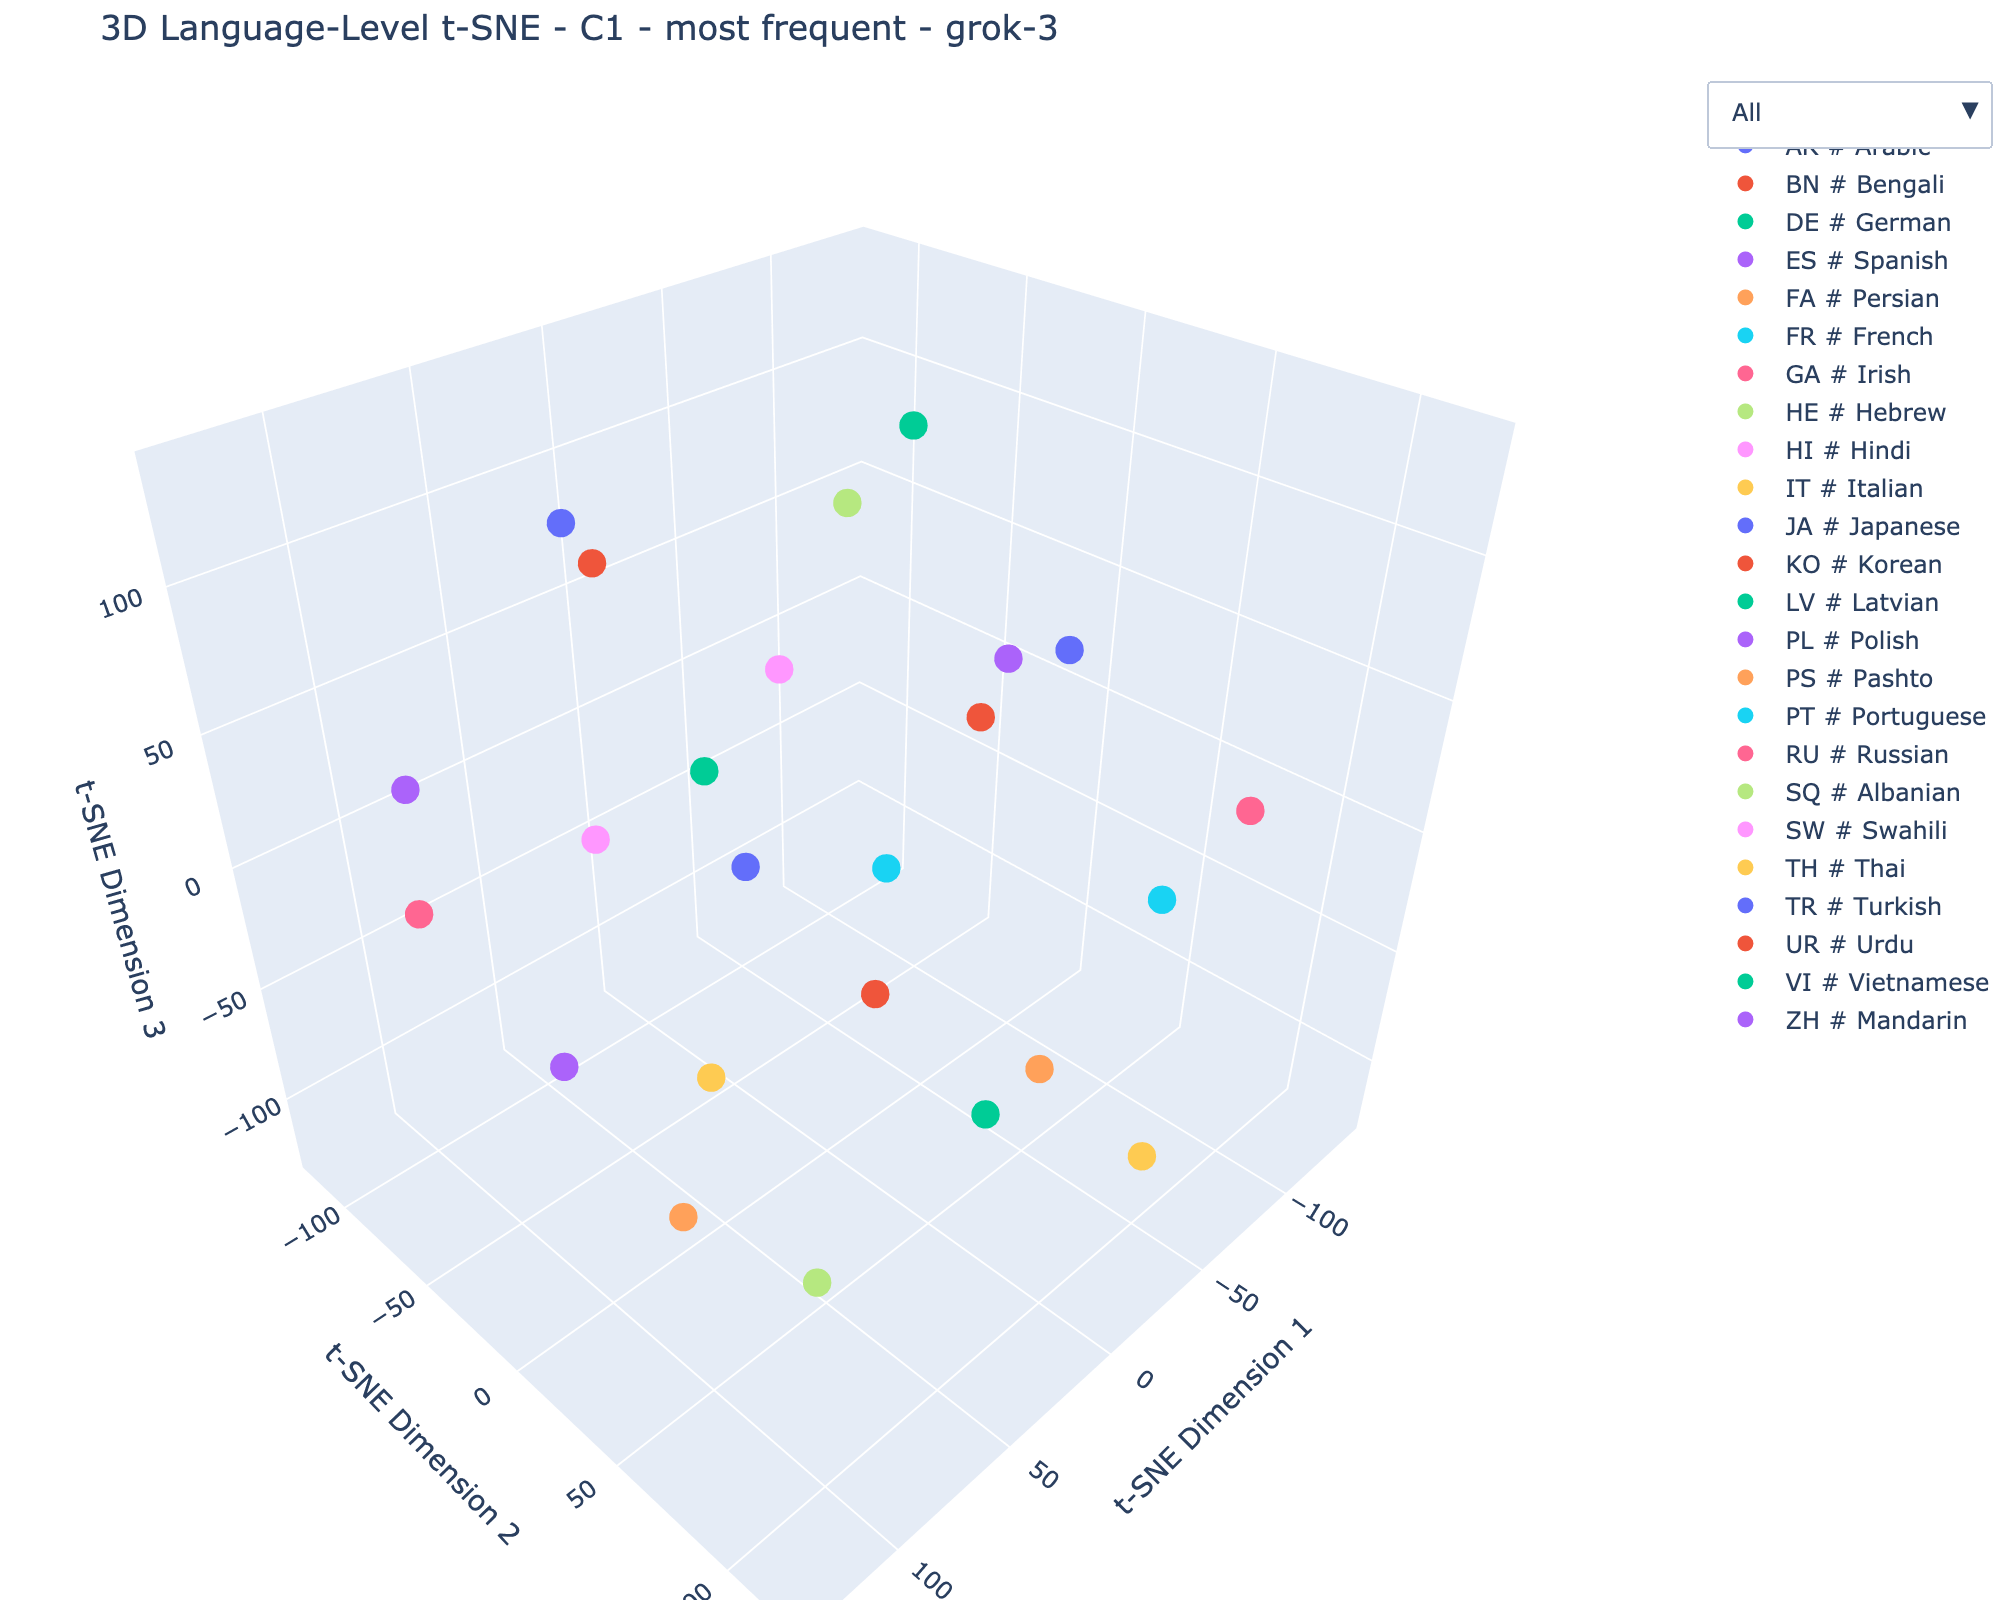 3D Language-Level t-SNE - C1 - most frequent - grok-3
All ▼
AR # Arabic
BN # Bengali
DE # German
ES # Spanish
FA # Persian
FR # French
GA # Irish
HE # Hebrew
HI # Hindi
IT # Italian
JA # Japanese
KO # Korean
LV # Latvian
PL # Polish
PS # Pashto
PT # Portuguese
RU # Russian
SQ # Albanian
SW # Swahili
TH # Thai
TR # Turkish
UR # Urdu
VI # Vietnamese
ZH # Mandarin
100
50
0
−50
−100
t-SNE Dimension 3
−100
−50
0
50
t-SNE Dimension 2
−100
−50
0
50
100
t-SNE Dimension 1